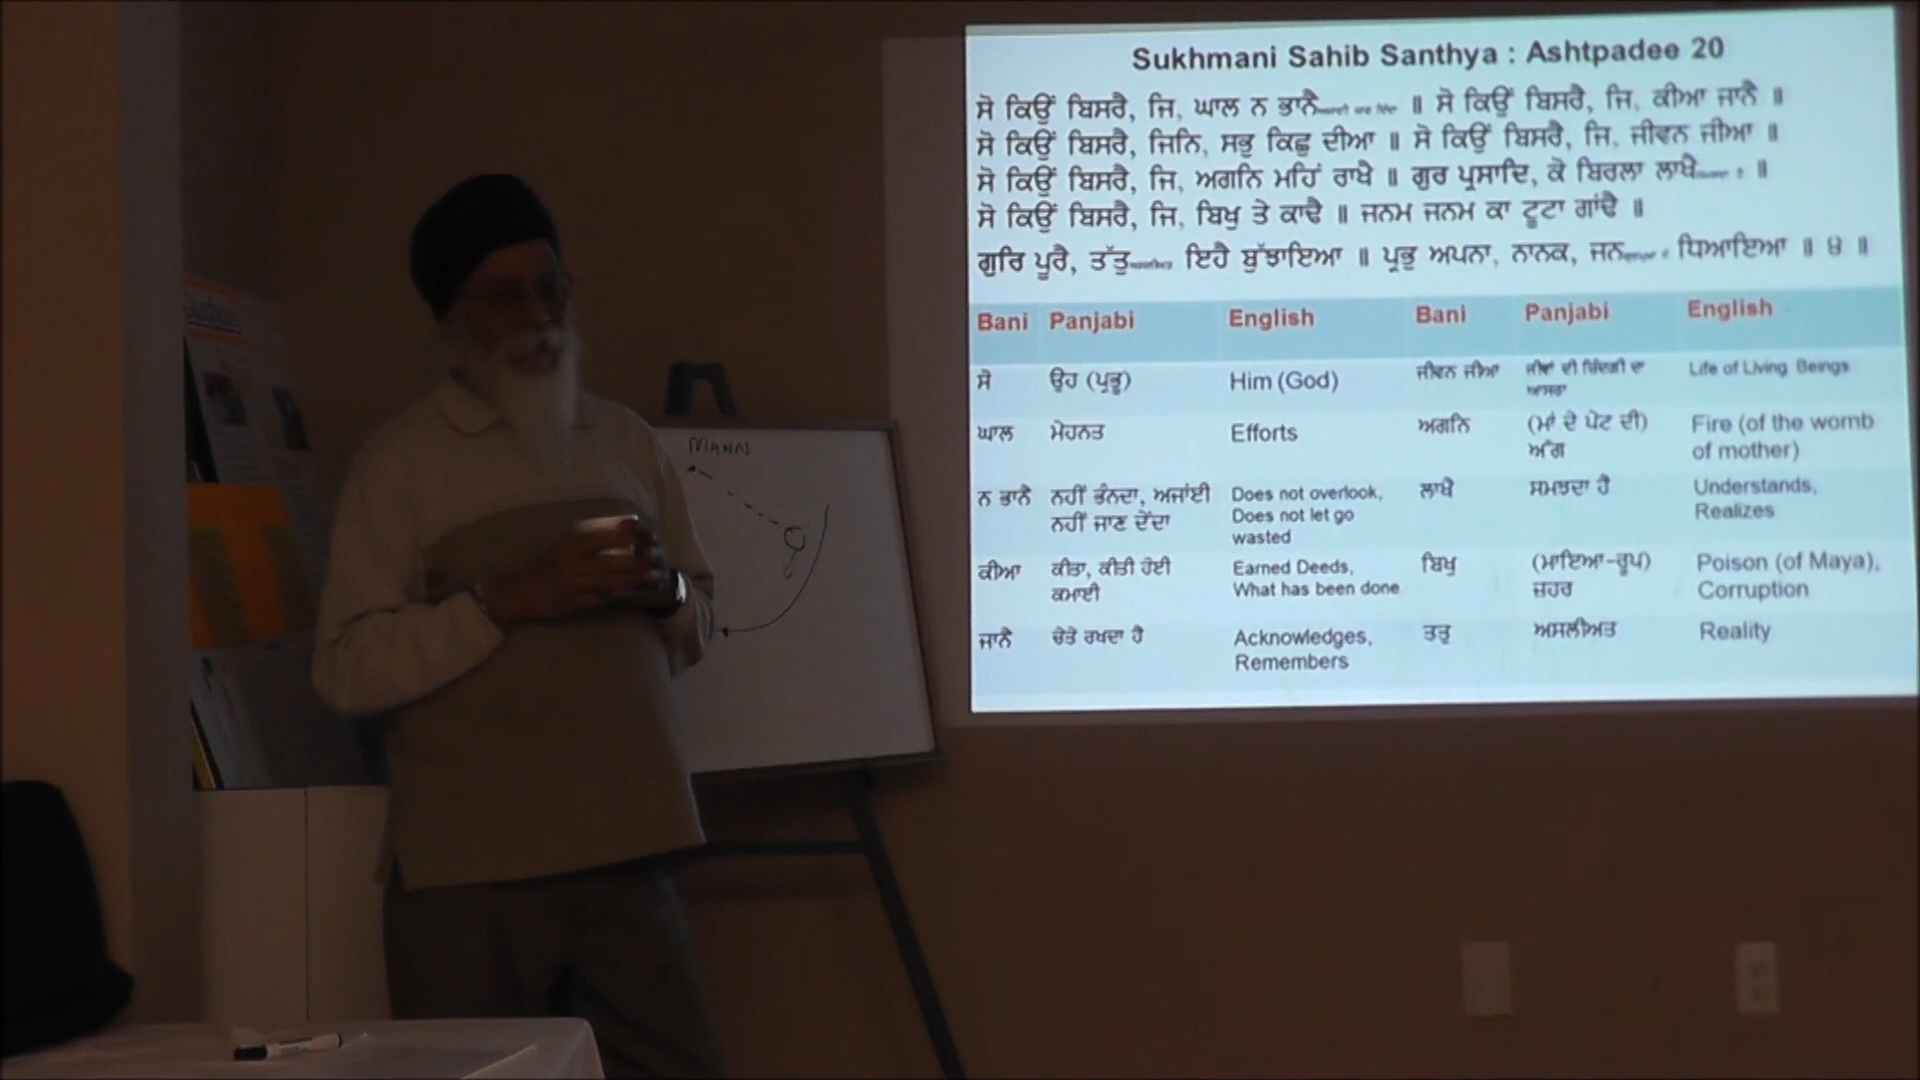 Sukhmani Sahib Santhya : Ashtpadee 20
ਸੋ ਕਿਉਂ ਬਿਸਰੈ, ਜਿ, ਘਾਲ ਨ ਭਾਨੈ ॥ ਸੋ ਕਿਉਂ ਬਿਸਰੈ, ਜਿ, ਕੀਆ ਜਾਨੈ ॥
ਸੋ ਕਿਉਂ ਬਿਸਰੈ, ਜਿਨਿ, ਸਭੁ ਕਿਛੁ ਦੀਆ ॥ ਸੋ ਕਿਉਂ ਬਿਸਰੈ, ਜਿ, ਜੀਵਨ ਜੀਆ ॥
ਸੋ ਕਿਉਂ ਬਿਸਰੈ, ਜਿ, ਅਗਨਿ ਮਹਿਂ ਰਾਖੈ ॥ ਗੁਰ ਪ੍ਰਸਾਦਿ, ਕੋ ਬਿਰਲਾ ਲਾਖੈ ॥
ਸੋ ਕਿਉਂ ਬਿਸਰੈ, ਜਿ, ਬਿਖੁ ਤੇ ਕਾਢੈ ॥ ਜਨਮ ਜਨਮ ਕਾ ਟੂਟਾ ਗਾਂਢੈ ॥
ਗੁਰਿ ਪੂਰੈ, ਤੱਤੁ ਇਹੈ ਬੁੱਝਾਇਆ ॥ ਪ੍ਰਭੁ ਅਪਨਾ, ਨਾਨਕ, ਜਨ ਧਿਆਇਆ ॥ ੪ ॥
Bani Panjabi English Bani Panjabi English
ਸੋ ਉਹ (ਪ੍ਰਭੂ) Him (God) ਜੀਵਨ ਜੀਆ ਜੀਵਾਂ ਦੀ ਜ਼ਿੰਦਗੀ ਦਾ ਆਸਰਾ Life of Living Beings
ਘਾਲ ਮੇਹਨਤ Efforts ਅਗਨਿ (ਮਾਂ ਦੇ ਪੇਟ ਦੀ) ਅੱਗ Fire (of the womb of mother)
ਨ ਭਾਨੈ ਨਹੀਂ ਭੰਨਦਾ, ਅਜਾਂਈ ਨਹੀਂ ਜਾਣ ਦੇਂਦਾ Does not overlook, Does not let go wasted ਲਾਖੈ ਸਮਝਦਾ ਹੈ Understands, Realizes
ਕੀਆ ਕੀਤਾ, ਕੀਤੀ ਹੋਈ ਕਮਾਈ Earned Deeds, What has been done ਬਿਖੁ (ਮਾਇਆ-ਰੂਪ) ਜ਼ਹਰ Poison (of Maya), Corruption
ਜਾਨੈ ਚੇਤੇ ਰਖਦਾ ਹੈ Acknowledges, Remembers ਤਤੁ ਅਸਲੀਅਤ Reality
MANN